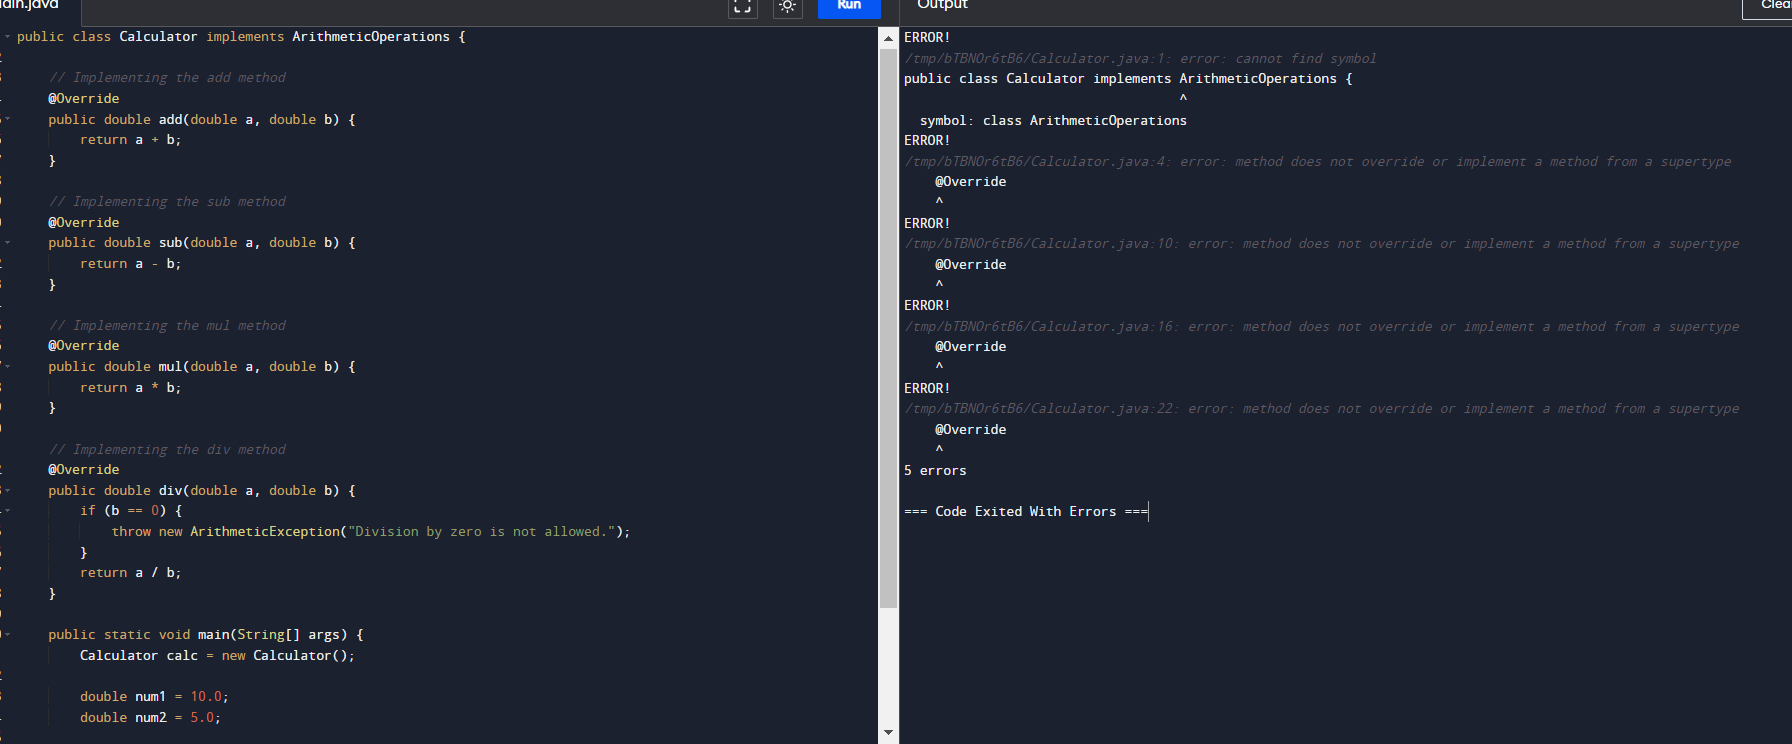 Run
Output
public class Calculator implements ArithmeticOperations {
// Implementing the add method
@Override
public double add(double a, double b) {
return a + b;
}
// Implementing the sub method
@Override
public double sub(double a, double b) {
return a - b;
}
// Implementing the mul method
@Override
public double mul(double a, double b) {
return a * b;
}
// Implementing the div method
@Override
public double div(double a, double b) {
if (b == 0) {
throw new ArithmeticException("Division by zero is not allowed.");
}
return a / b;
}
public static void main(String[] args) {
Calculator calc = new Calculator();
double num1 = 10.0;
double num2 = 5.0;
ERROR!
/tmp/bTBNOr6tB6/Calculator.java:1: error: cannot find symbol
public class Calculator implements ArithmeticOperations {
^
symbol: class ArithmeticOperations
ERROR!
/tmp/bTBNOr6tB6/Calculator.java:4: error: method does not override or implement a method from a supertype
@Override
^
ERROR!
/tmp/bTBNOr6tB6/Calculator.java:10: error: method does not override or implement a method from a supertype
@Override
^
ERROR!
/tmp/bTBNOr6tB6/Calculator.java:16: error: method does not override or implement a method from a supertype
@Override
^
ERROR!
/tmp/bTBNOr6tB6/Calculator.java:22: error: method does not override or implement a method from a supertype
@Override
^
5 errors
=== Code Exited With Errors ===